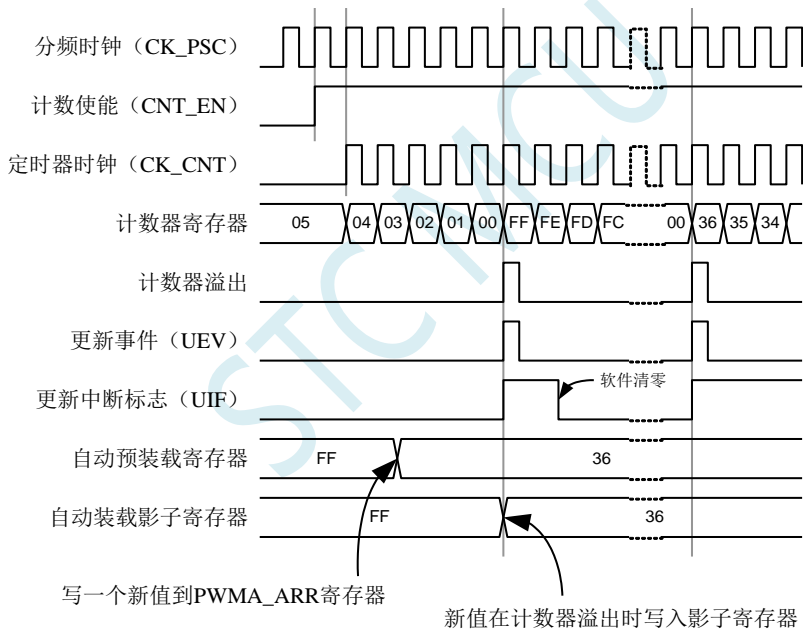 分频时钟（CK_PSC）
计数使能（CNT_EN）
定时器时钟（CK_CNT）
计数器寄存器 05 04 03 02 01 00 FF FE FD FC 00 36 35 34
计数器溢出
更新事件（UEV）
更新中断标志（UIF） 软件清零
自动预装载寄存器 FF 36
自动装载影子寄存器 FF 36
写一个新值到PWMA_ARR寄存器
新值在计数器溢出时写入影子寄存器
STC MCU